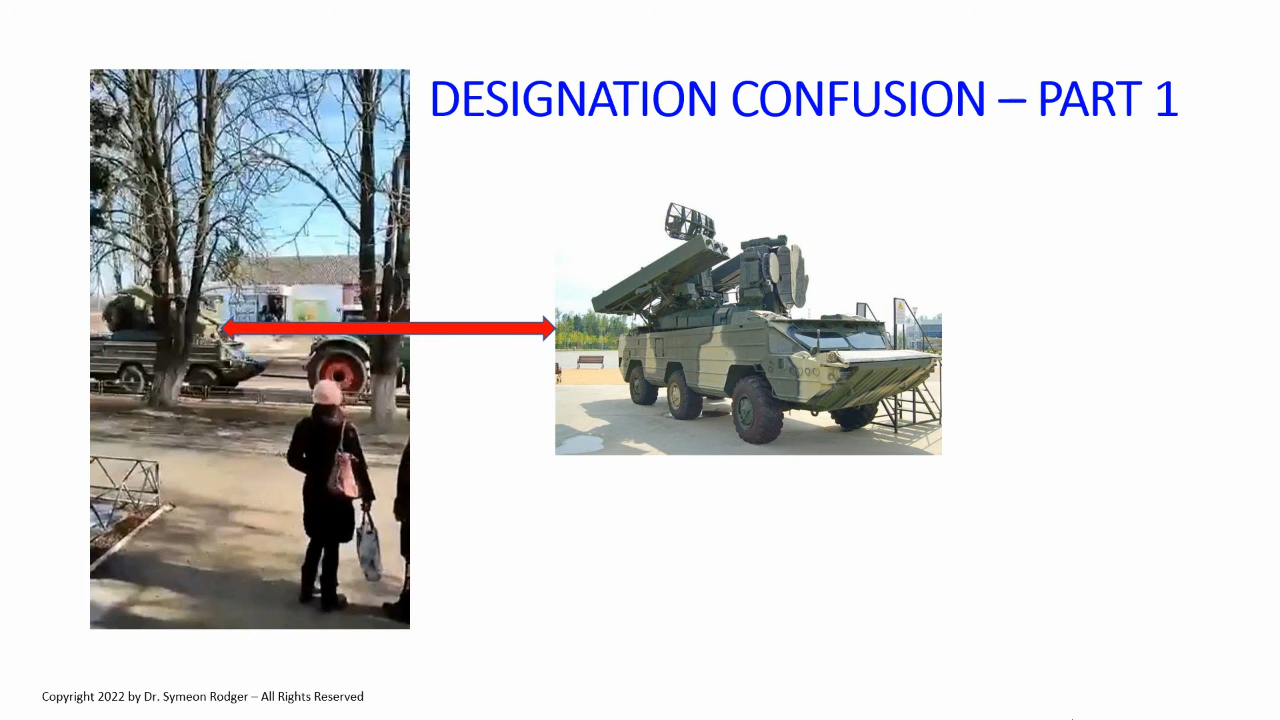 DESIGNATION CONFUSION – PART 1
Copyright 2022 by Dr. Symeon Rodger – All Rights Reserved